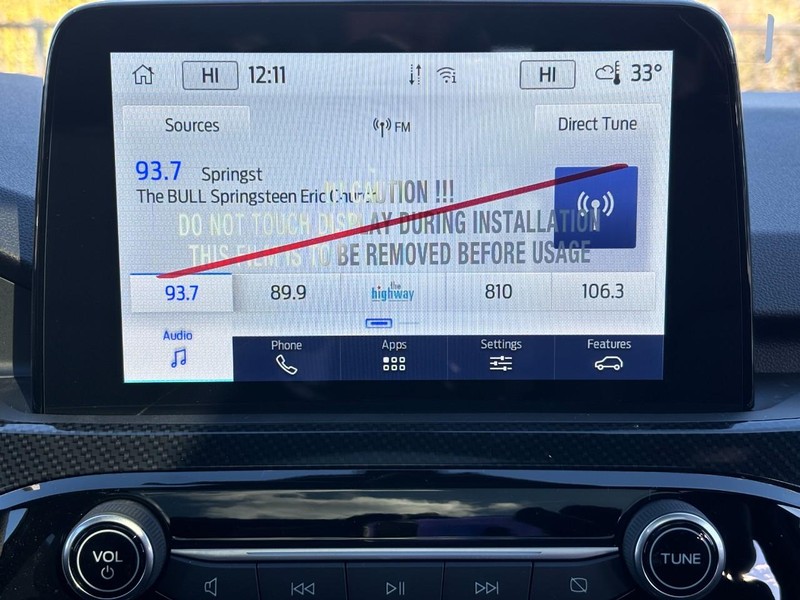 HI 12:11 HI 33°
Sources FM Direct Tune
93.7 Springst
The BULL Springsteen Eric Church
!!! CAUTION !!!
DO NOT TOUCH DISPLAY DURING INSTALLATION
THIS FILM IS TO BE REMOVED BEFORE USAGE
93.7 89.9 the highway 810 106.3
Audio Phone Apps Settings Features
VOL TUNE